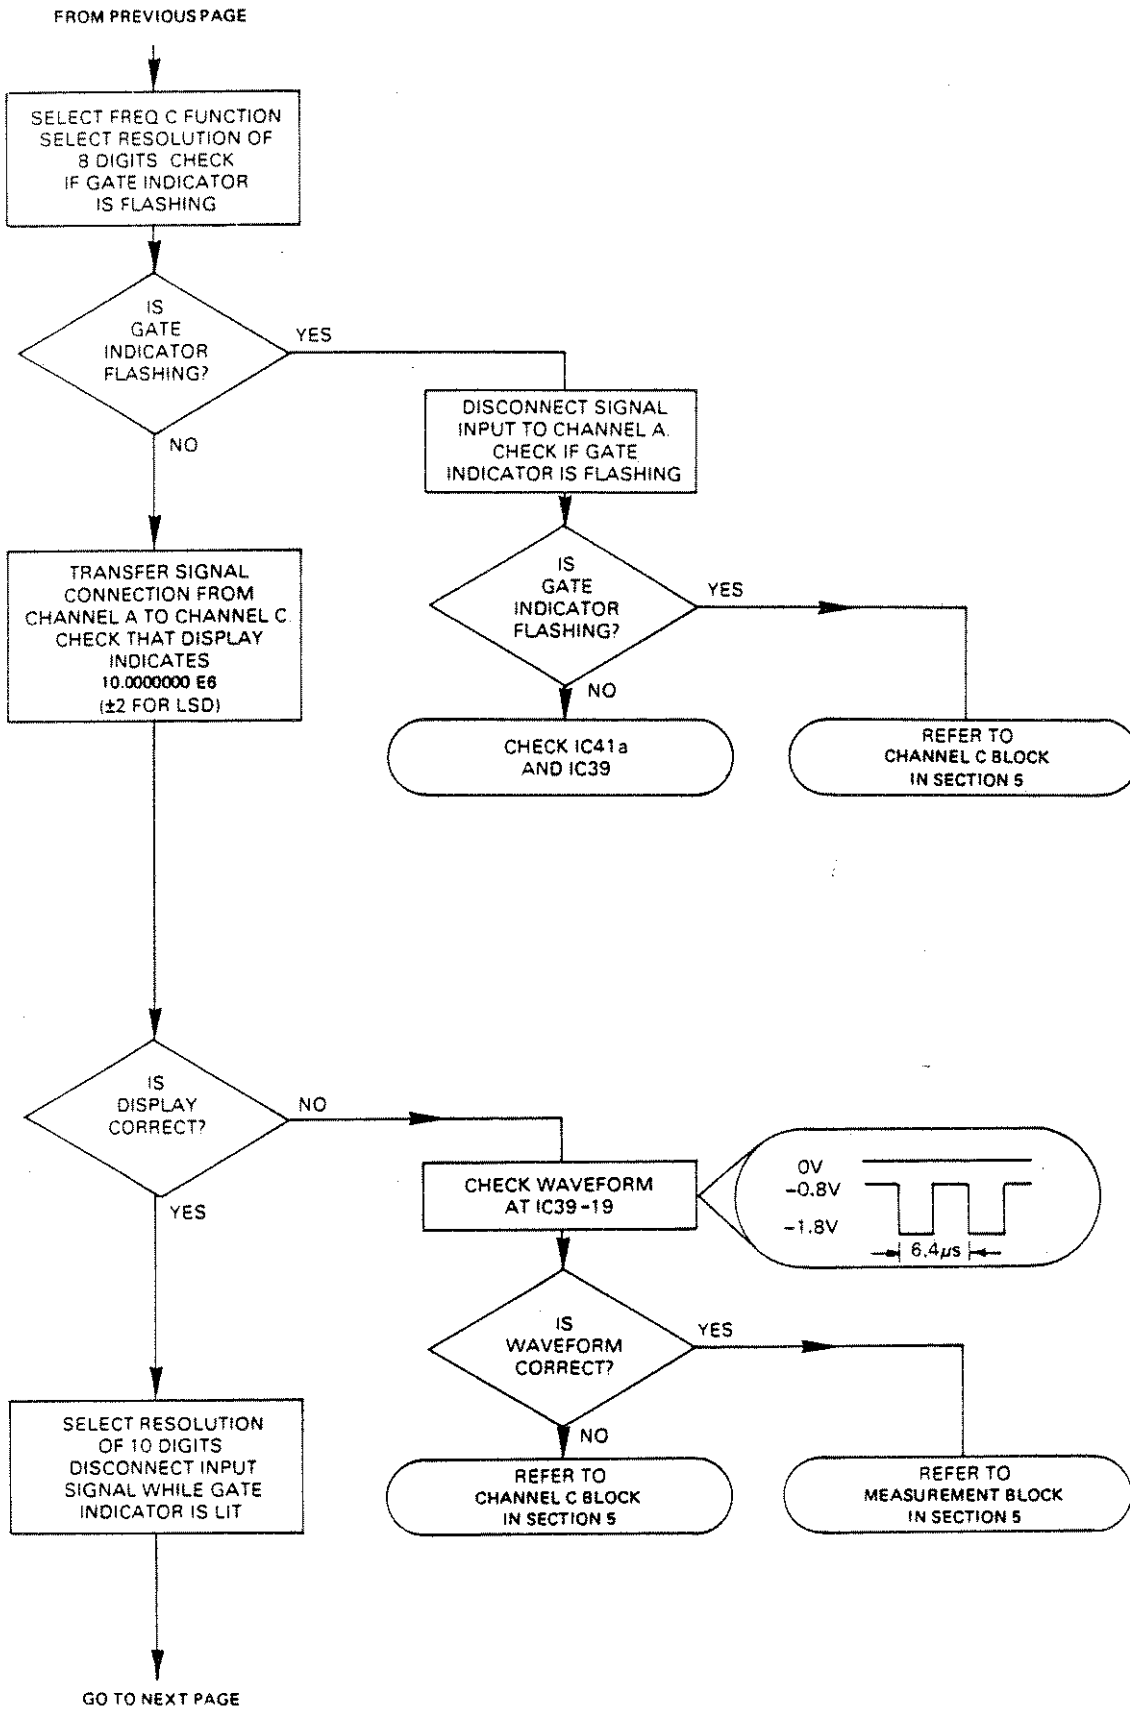 FROM PREVIOUS PAGE
SELECT FREQ C FUNCTION
SELECT RESOLUTION OF
8 DIGITS CHECK
IF GATE INDICATOR
IS FLASHING
IS
GATE
INDICATOR
FLASHING?
YES
NO
DISCONNECT SIGNAL
INPUT TO CHANNEL A.
CHECK IF GATE
INDICATOR IS FLASHING
TRANSFER SIGNAL
CONNECTION FROM
CHANNEL A TO CHANNEL C.
CHECK THAT DISPLAY
INDICATES
10.0000000 E6
(±2 FOR LSD)
IS
GATE
INDICATOR
FLASHING?
YES
NO
CHECK IC41a
AND IC39
REFER TO
CHANNEL C BLOCK
IN SECTION 5
IS
DISPLAY
CORRECT?
NO
YES
CHECK WAVEFORM
AT IC39-19
0V
-0.8V
-1.8V
6.4µs
IS
WAVEFORM
CORRECT?
YES
NO
SELECT RESOLUTION
OF 10 DIGITS
DISCONNECT INPUT
SIGNAL WHILE GATE
INDICATOR IS LIT
REFER TO
CHANNEL C BLOCK
IN SECTION 5
REFER TO
MEASUREMENT BLOCK
IN SECTION 5
GO TO NEXT PAGE